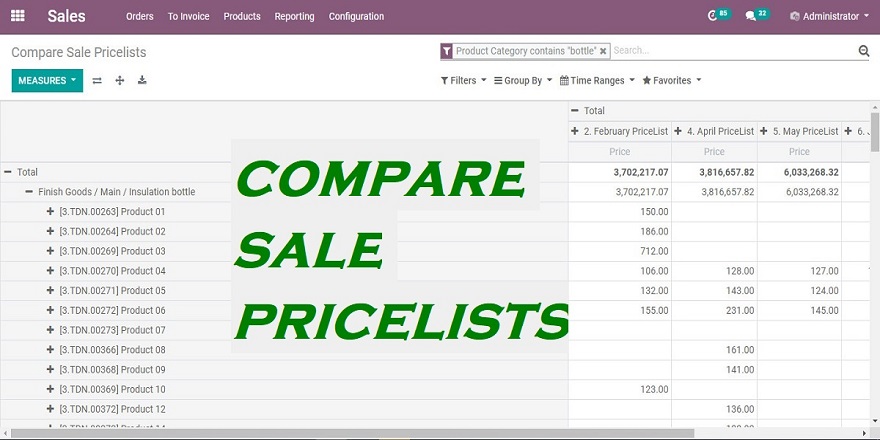 Sales Orders To Invoice Products Reporting Configuration 85 32 Administrator
Compare Sale Pricelists Product Category contains "bottle" × Search...
MEASURES Filters Group By Time Ranges Favorites
Total
2. February PriceList 4. April PriceList 5. May PriceList 6.
Price Price Price
Total 3,702,217.07 3,816,657.82 6,033,268.32
Finish Goods / Main / Insulation bottle 3,702,217.07 3,816,657.82 6,033,268.32
[3.TDN.00263] Product 01 150.00
[3.TDN.00264] Product 02 186.00
[3.TDN.00269] Product 03 712.00
[3.TDN.00270] Product 04 106.00 128.00 127.00
[3.TDN.00271] Product 05 132.00 143.00 124.00
[3.TDN.00272] Product 06 155.00 231.00 145.00
[3.TDN.00273] Product 07
[3.TDN.00366] Product 08 161.00
[3.TDN.00368] Product 09 141.00
[3.TDN.00369] Product 10 123.00
[3.TDN.00372] Product 12 136.00
COMPARE
SALE
PRICELISTS